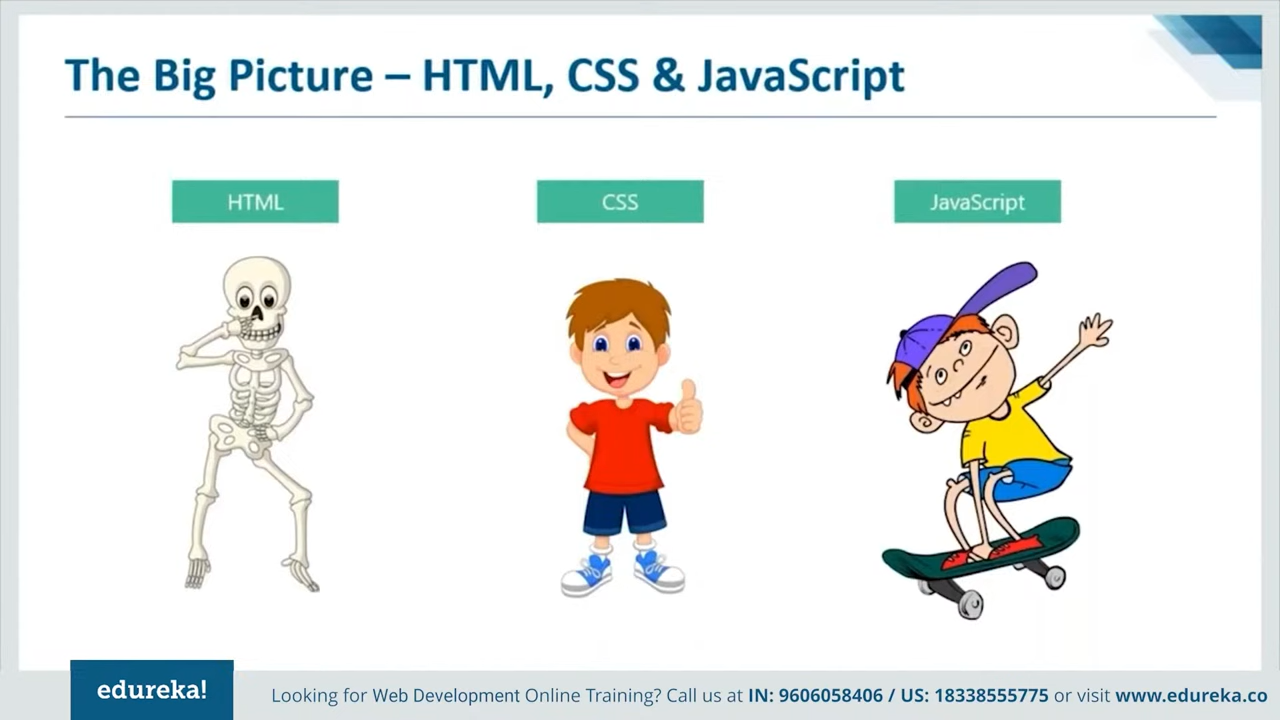 The Big Picture – HTML, CSS & JavaScript
HTML
CSS
JavaScript
edureka!
Looking for Web Development Online Training? Call us at IN: 9606058406 / US: 18338555775 or visit www.edureka.co